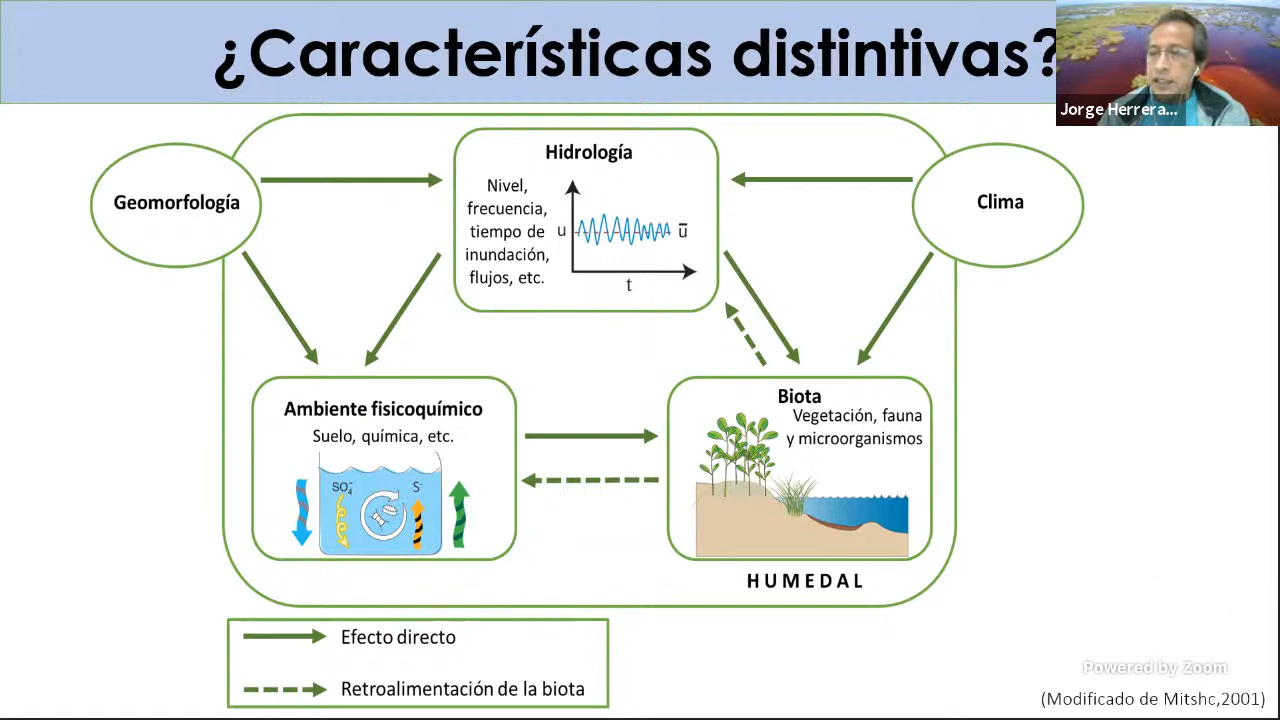 ¿Características distintivas?
Jorge Herrera...
Hidrología
Nivel,
frecuencia,
tiempo de
inundación,
flujos, etc.
u
u̅
t
Geomorfología
Clima
Ambiente fisicoquímico
Suelo, química, etc.
SO₄⁻
S⁻
Biota
Vegetación, fauna
y microorganismos
HUMEDAL
Efecto directo
Retroalimentación de la biota
Powered by Zoom
(Modificado de Mitshc,2001)